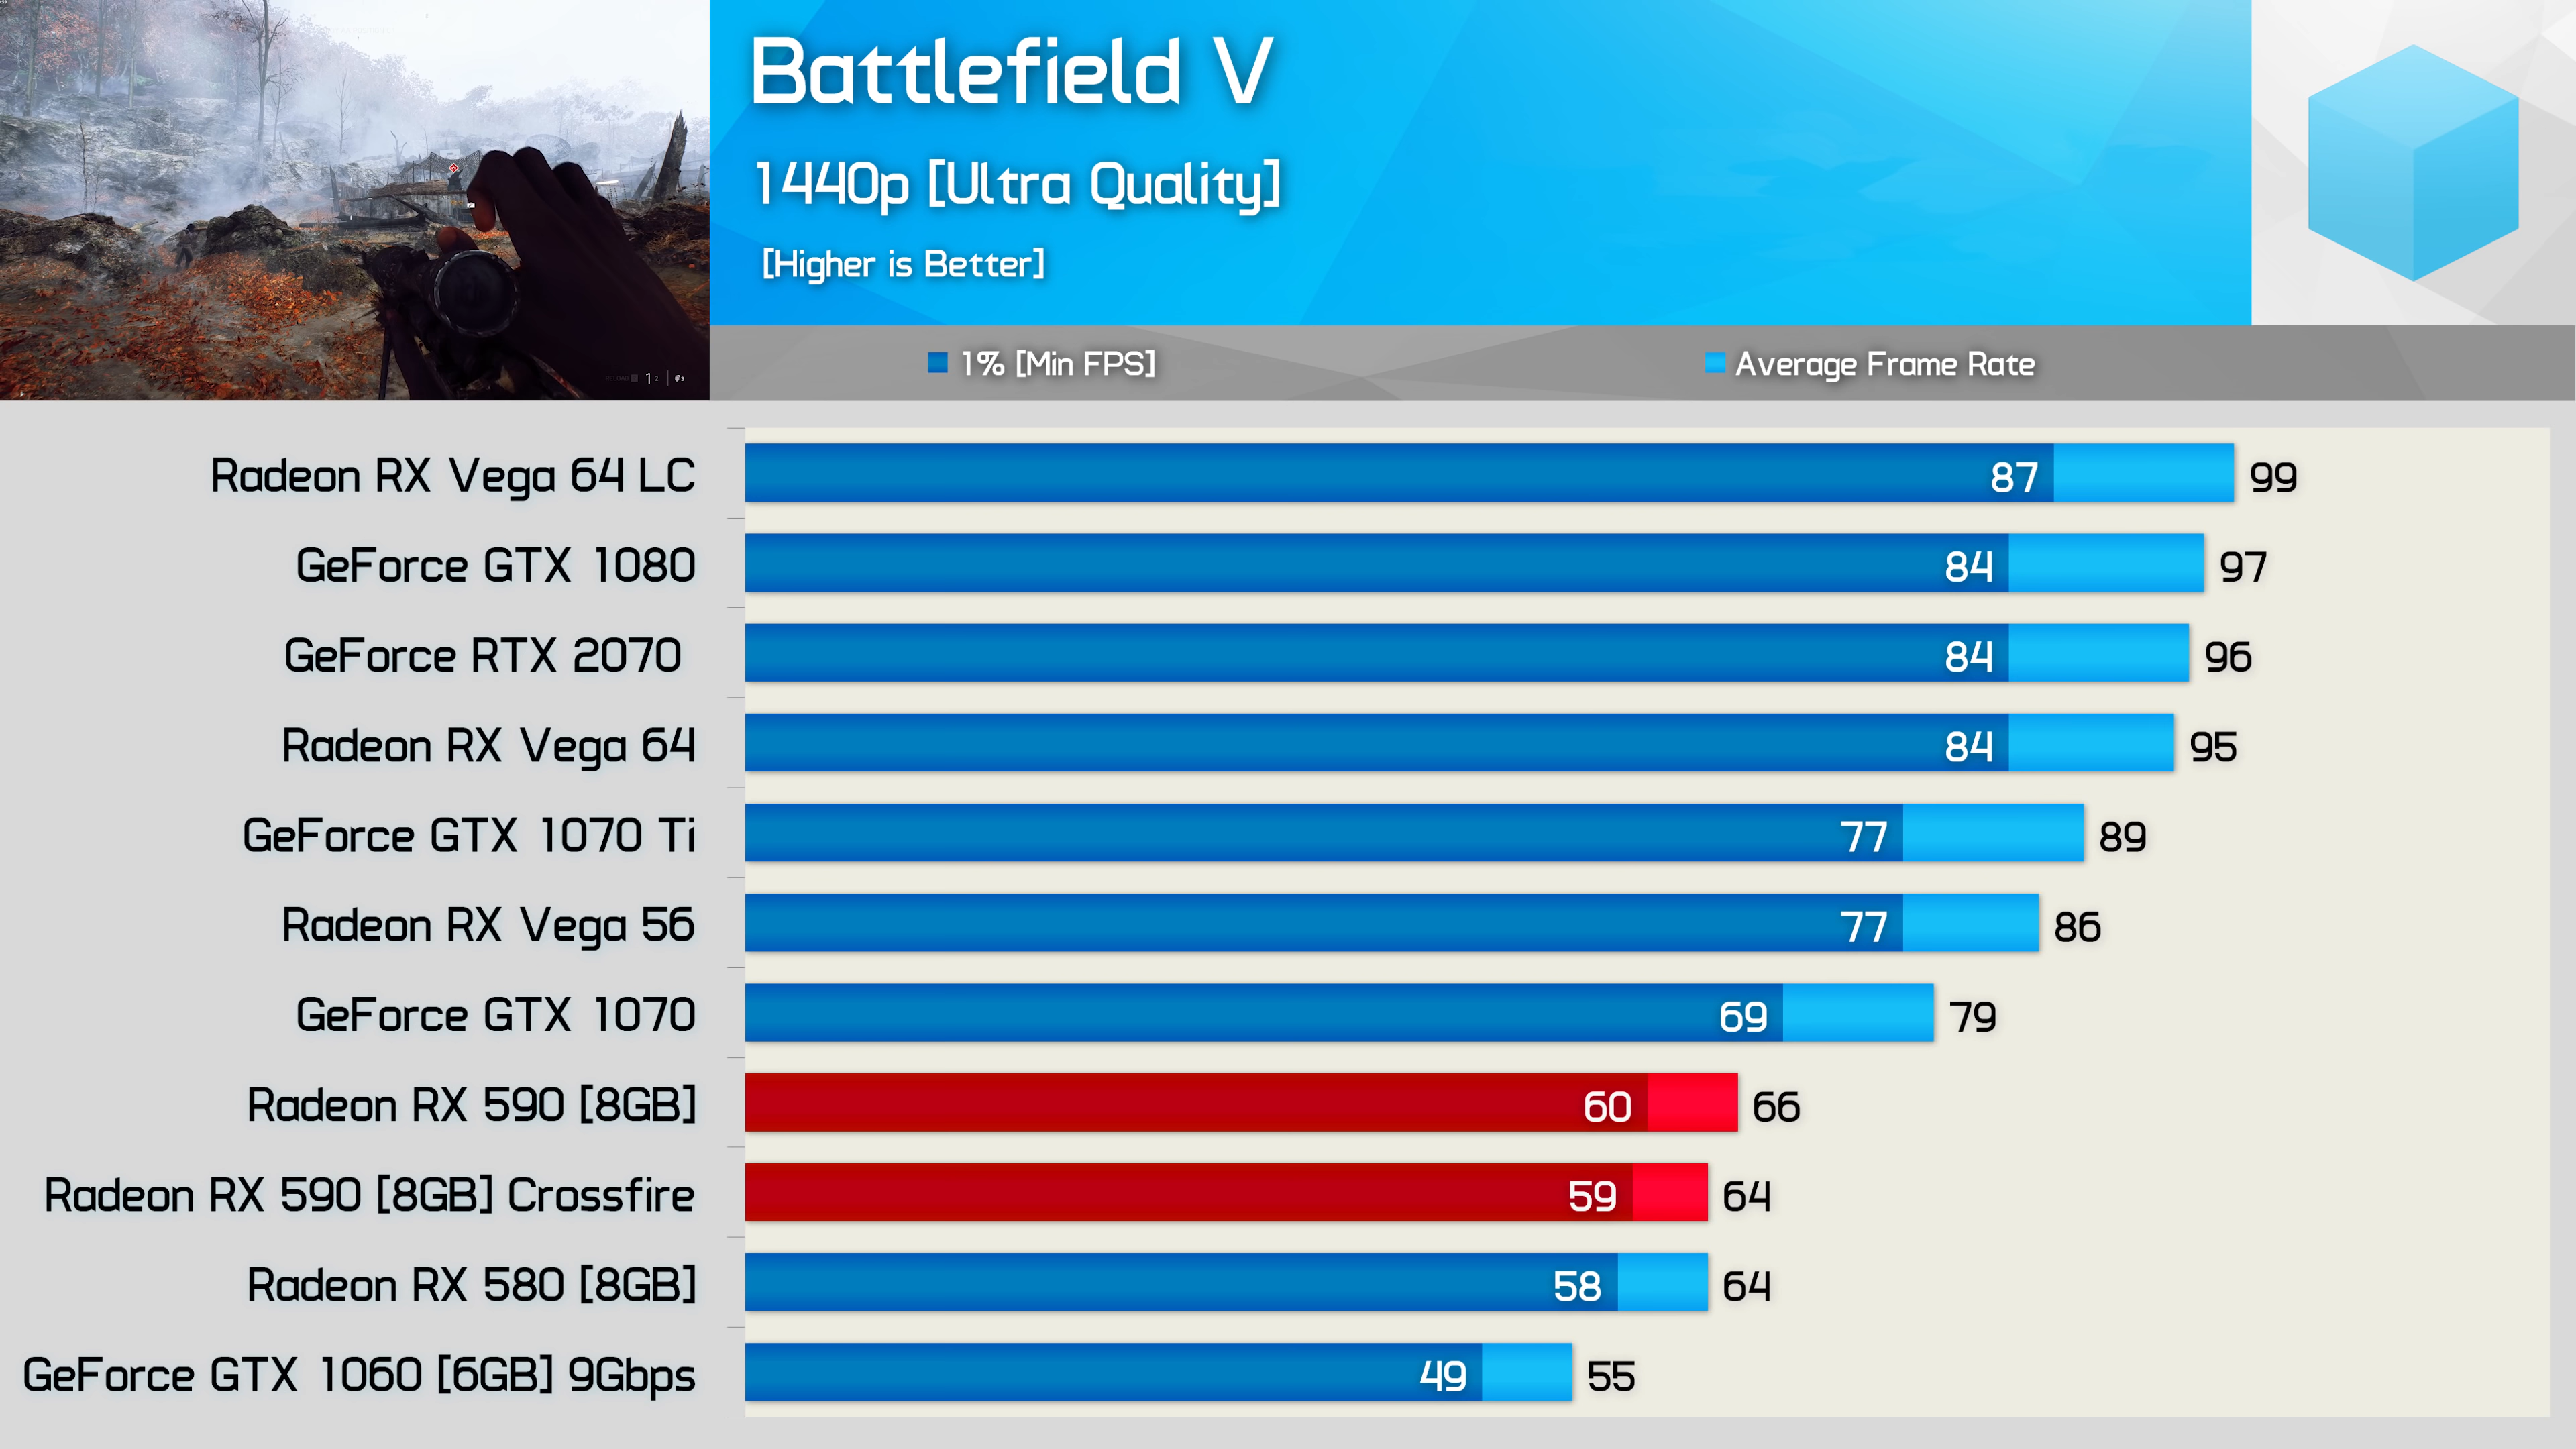 Battlefield V
1440p [Ultra Quality]
[Higher is Better]
1% [Min FPS] Average Frame Rate
Radeon RX Vega 64 LC 87 99
GeForce GTX 1080 84 97
GeForce RTX 2070 84 96
Radeon RX Vega 64 84 95
GeForce GTX 1070 Ti 77 89
Radeon RX Vega 56 77 86
GeForce GTX 1070 69 79
Radeon RX 590 [8GB] 60 66
Radeon RX 590 [8GB] Crossfire 59 64
Radeon RX 580 [8GB] 58 64
GeForce GTX 1060 [6GB] 9Gbps 49 55